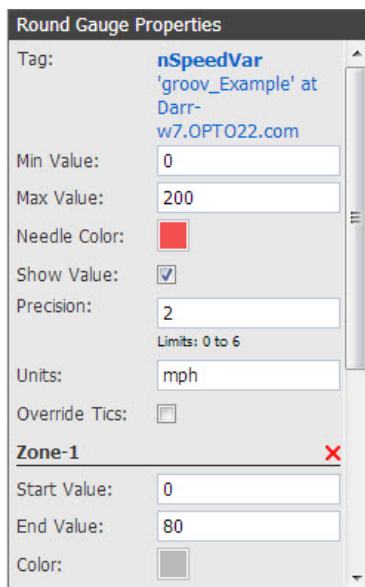 Round Gauge Properties
Tag: nSpeedVar
'groov_Example' at
Darr-
w7.OPTO22.com
Min Value: 0
Max Value: 200
Needle Color:
Show Value:
Precision: 2
Limits: 0 to 6
Units: mph
Override Tics:
Zone-1
Start Value: 0
End Value: 80
Color: